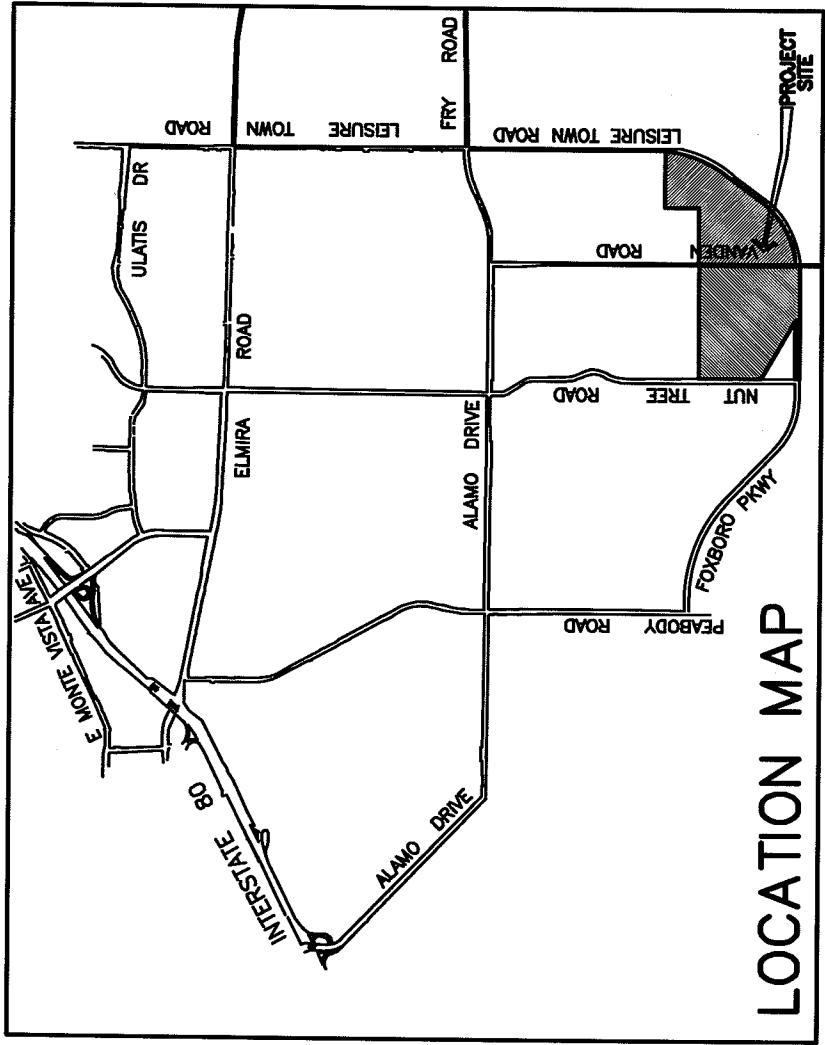 E MONTE VISTA AVE
INTERSTATE 80
ULATIS DR
ELMIRA ROAD
LEISURE TOWN ROAD
FRY ROAD
ALAMO DRIVE
ALAMO DRIVE
PEABODY ROAD
NUT TREE ROAD
VANDEN ROAD
LEISURE TOWN ROAD
FOXBORO PKWY
PROJECT
SITE
LOCATION MAP